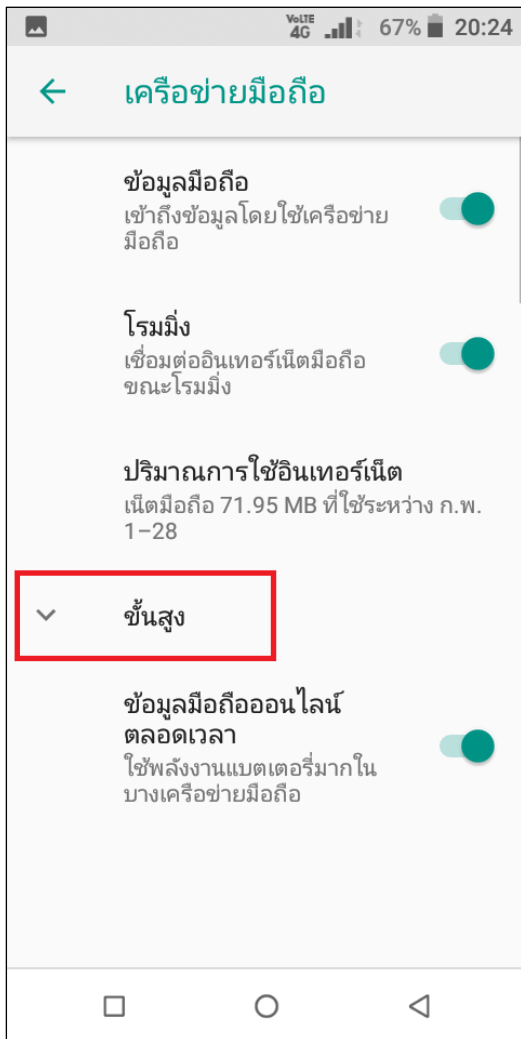 VoLTE
4G 67% 20:24
เครือข่ายมือถือ
ข้อมูลมือถือ
เข้าถึงข้อมูลโดยใช้เครือข่าย
มือถือ
โรมมิ่ง
เชื่อมต่ออินเทอร์เน็ตมือถือ
ขณะโรมมิ่ง
ปริมาณการใช้อินเทอร์เน็ต
เน็ตมือถือ 71.95 MB ที่ใช้ระหว่าง ก.พ.
1–28
ขั้นสูง
ข้อมูลมือถือออนไลน์
ตลอดเวลา
ใช้พลังงานแบตเตอรี่มากใน
บางเครือข่ายมือถือ